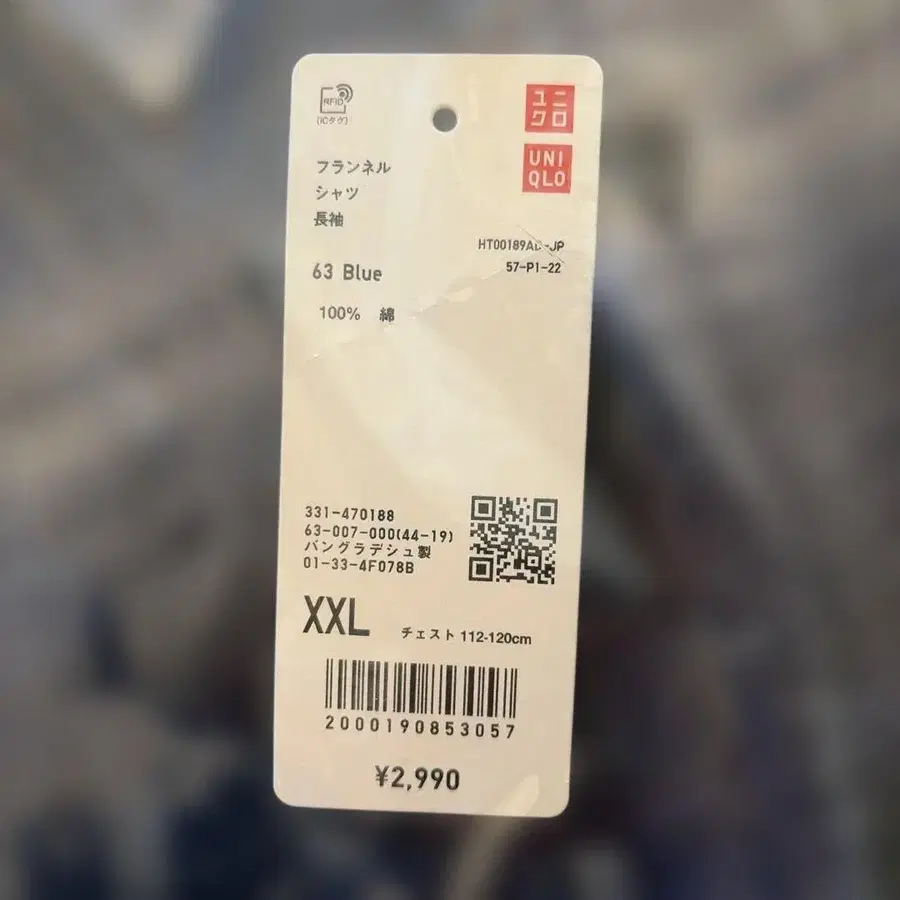 RFID
(ICタグ)
ユニ
クロ
UNI
QLO
フランネル
シャツ
長袖
57-P1-22
63 Blue
100% 綿
331-470188
63-007-000(44-19)
バングラデシュ製
01-33-4F078B
XXL チェスト 112-120cm
2000190853057
¥2,990